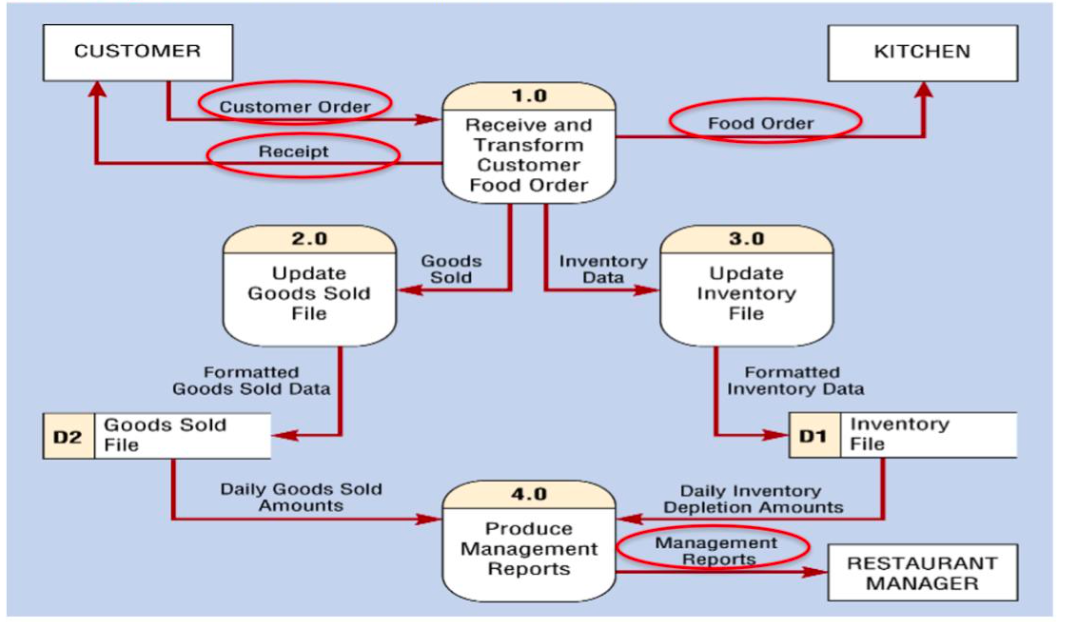 CUSTOMER
KITCHEN
Customer Order
Receipt
1.0
Receive and
Transform
Customer
Food Order
Food Order
2.0
Update
Goods Sold
File
Goods
Sold
Inventory
Data
3.0
Update
Inventory
File
Formatted
Goods Sold Data
Formatted
Inventory Data
D2
Goods Sold
File
D1
Inventory
File
Daily Goods Sold
Amounts
4.0
Produce
Management
Reports
Daily Inventory
Depletion Amounts
Management
Reports
RESTAURANT
MANAGER